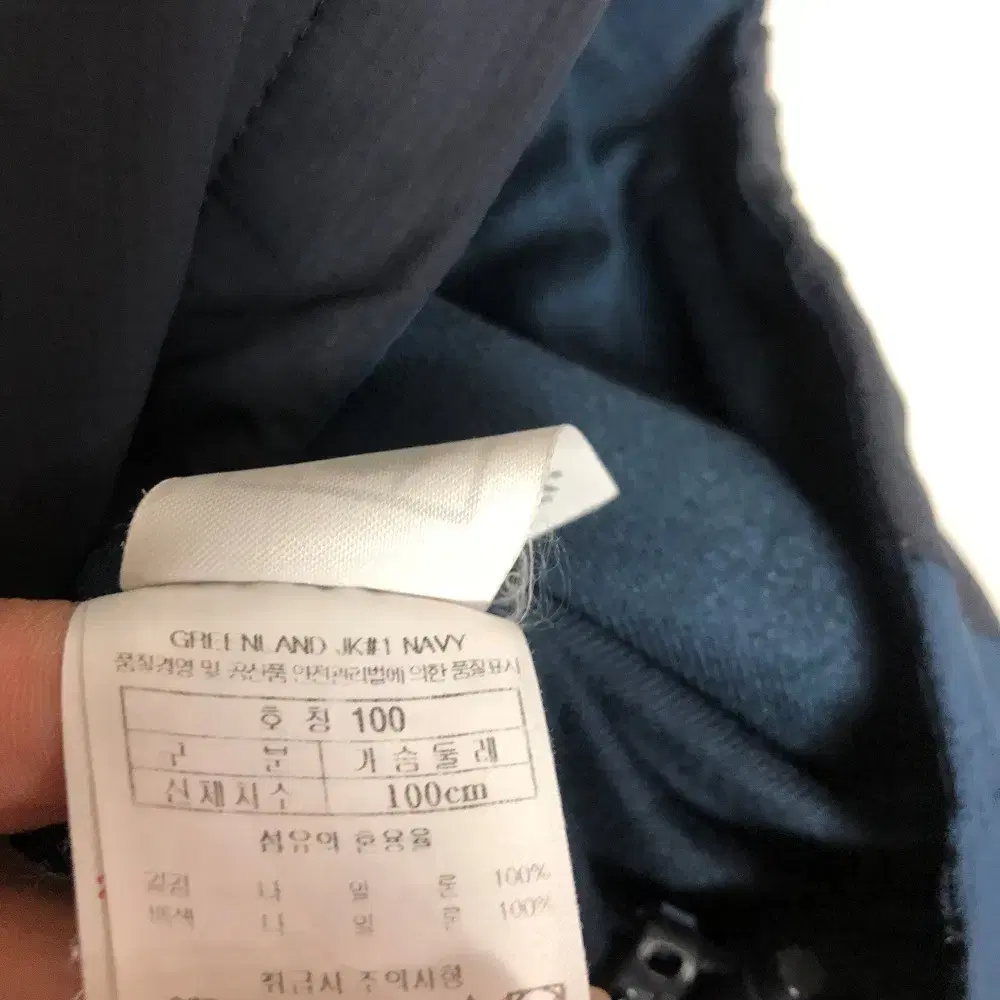 GREENLAND JK#1 NAVY
품질경영 및 공산품 안전관리법에 의한 품질표시
호 칭 100
구 분 가 슴 둘 레
신 체 치 수 100cm
섬유의 혼용율
겉감 나 일 론 100%
배색 나 일 론 100%
취급시 주의사항